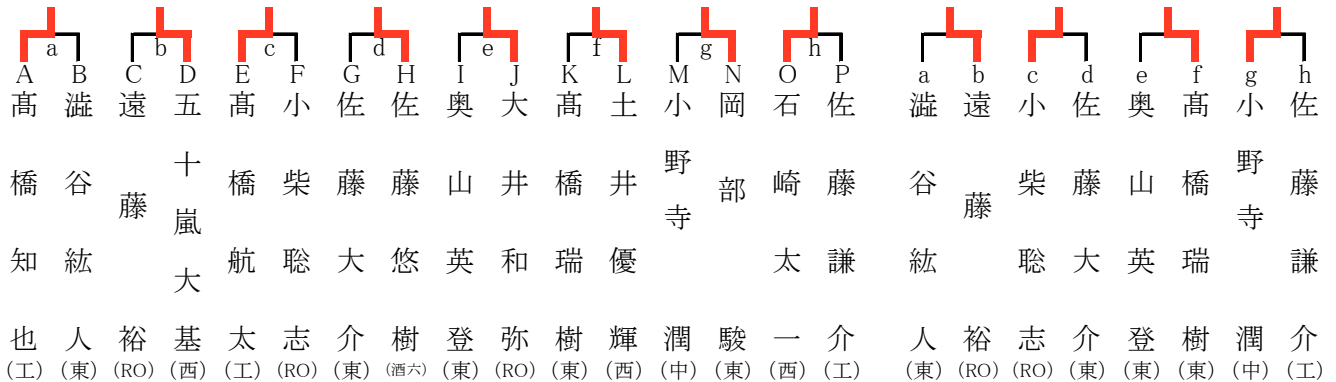 a b c d e f g h
A B C D E F G H I J K L M N O P a b c d e f g h
髙橋知也(工)
澁谷紘人(東)
遠藤裕(RO)
五十嵐大基(西)
髙橋航太(工)
小柴聡志(RO)
佐藤大介(東)
佐藤悠樹(酒六)
奥山英登(東)
大井和弥(RO)
髙橋瑞樹(東)
土井優輝(西)
小野寺潤(中)
岡部駿(東)
石崎太一(西)
佐藤謙介(工)
澁谷紘人(東)
遠藤裕(RO)
小柴聡志(RO)
佐藤大介(東)
奥山英登(東)
髙橋瑞樹(東)
小野寺潤(中)
佐藤謙介(工)